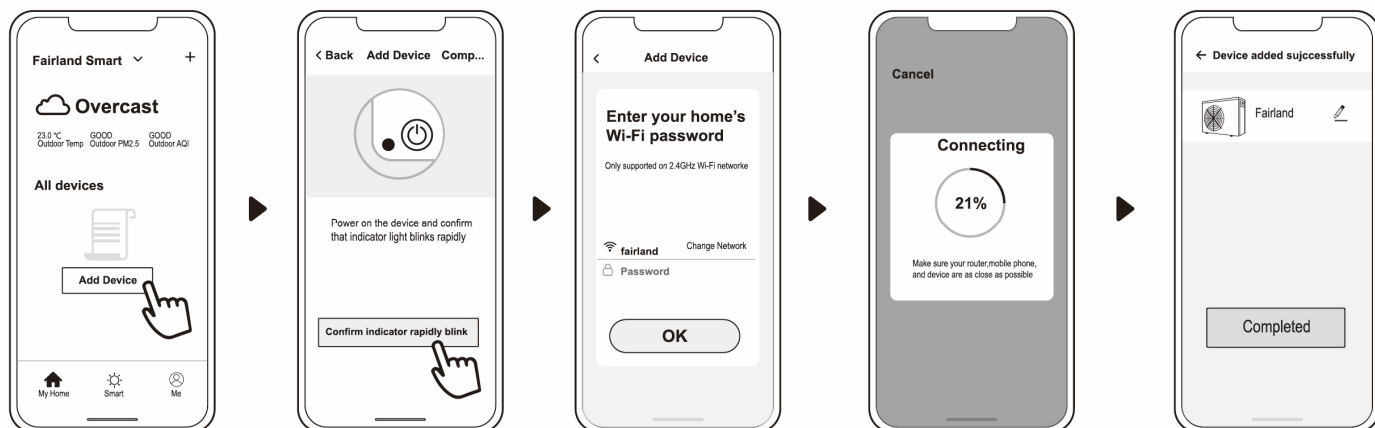 Fairland Smart
+
Overcast
23.0 ℃ GOOD GOOD
Outdoor Temp Outdoor PM2.5 Outdoor AQI
All devices
Add Device
My Home Smart Me
< Back Add Device Comp...
Power on the device and confirm
that indicator light blinks rapidly
Confirm indicator rapidly blink
< Add Device
Enter your home's
Wi-Fi password
Only supported on 2.4GHz Wi-Fi networke
fairland Change Network
Password
OK
Cancel
Connecting
21%
Make sure your router,mobile phone,
and device are as close as possible
← Device added sujccessfully
Fairland
Completed